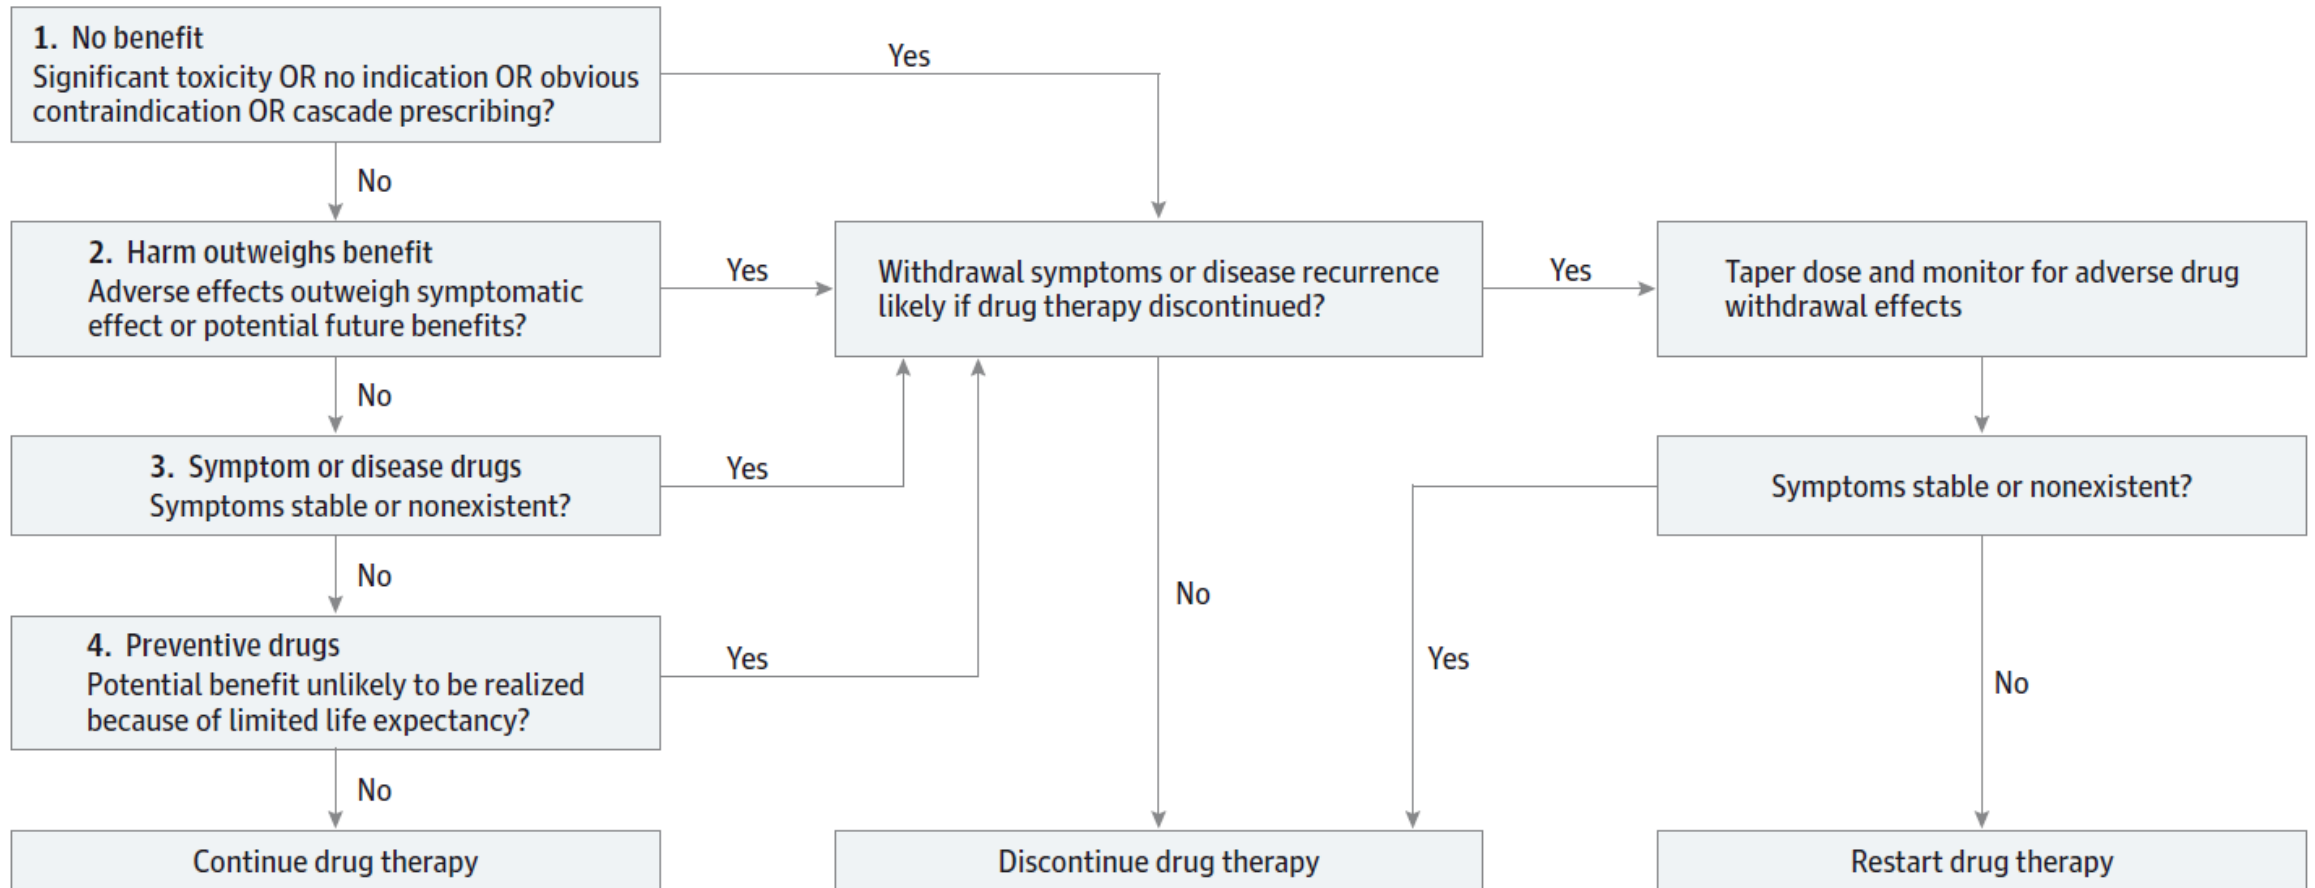 1. No benefit
Significant toxicity OR no indication OR obvious
contraindication OR cascade prescribing?
Yes
No
2. Harm outweighs benefit
Adverse effects outweigh symptomatic
effect or potential future benefits?
Yes
Withdrawal symptoms or disease recurrence
likely if drug therapy discontinued?
Yes
Taper dose and monitor for adverse drug
withdrawal effects
No
3. Symptom or disease drugs
Symptoms stable or nonexistent?
Yes
Symptoms stable or nonexistent?
No
No
4. Preventive drugs
Potential benefit unlikely to be realized
because of limited life expectancy?
Yes
Yes
No
No
Continue drug therapy
Discontinue drug therapy
Restart drug therapy